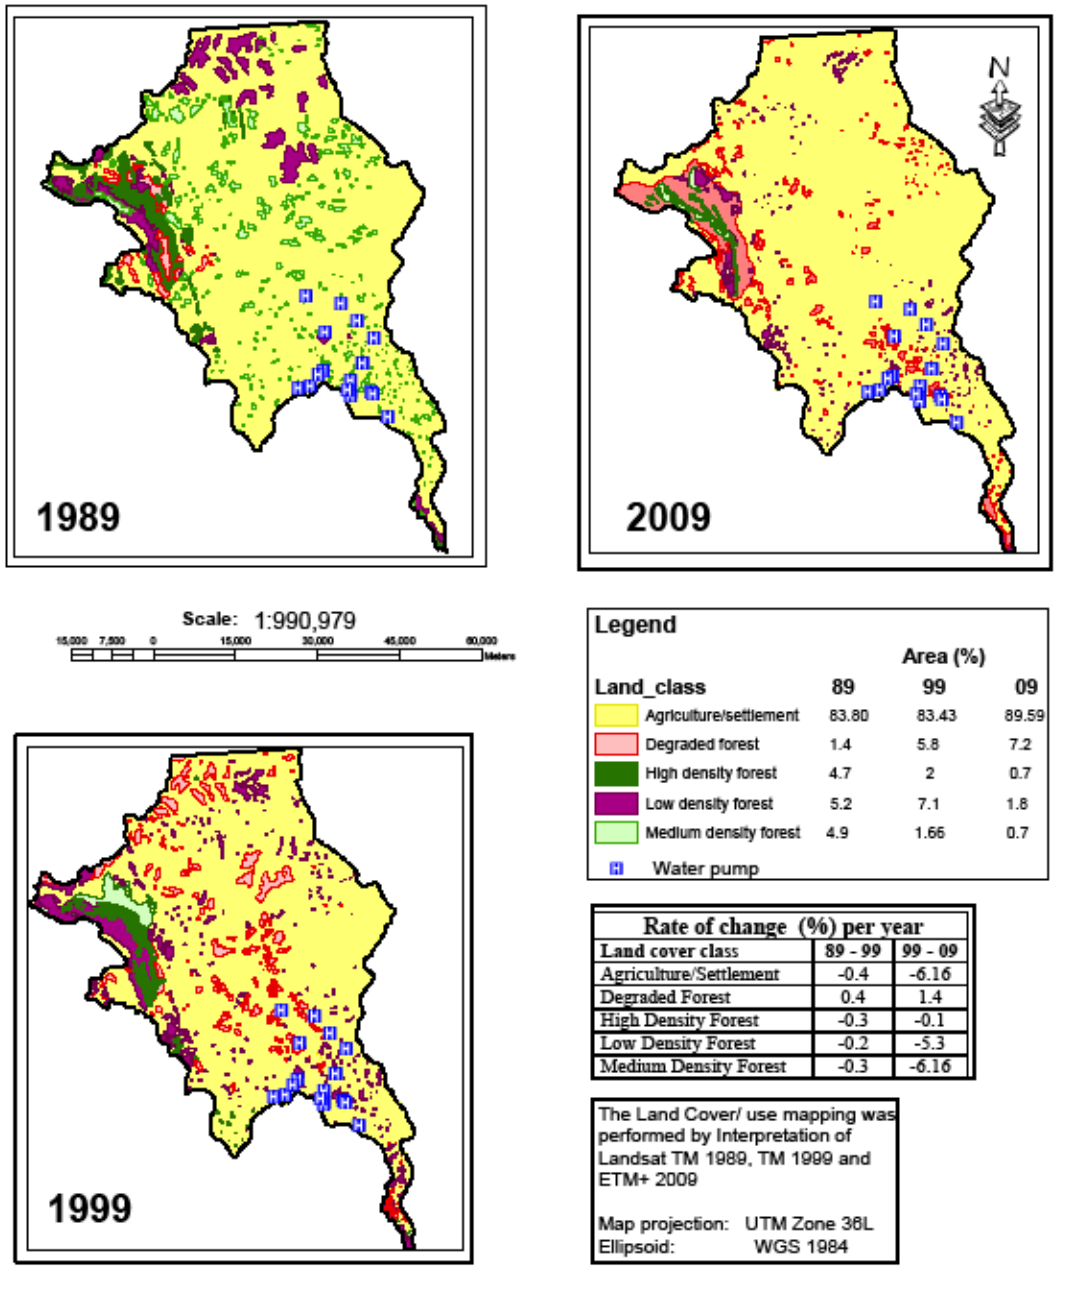 N
1989
2009
Scale: 1:990,979
15,000 7,500 0 15,000 30,000 45,000 60,000
Meters
Legend
Area (%)
Land_class 89 99 09
Agriculture/settlement 83.80 83.43 89.59
Degraded forest 1.4 5.8 7.2
High density forest 4.7 2 0.7
Low density forest 5.2 7.1 1.8
Medium density forest 4.9 1.66 0.7
H Water pump
1999
Rate of change (%) per year
Land cover class 89 - 99 99 - 09
Agriculture/Settlement -0.4 -6.16
Degraded Forest 0.4 1.4
High Density Forest -0.3 -0.1
Low Density Forest -0.2 -5.3
Medium Density Forest -0.3 -6.16
The Land Cover/ use mapping was
performed by Interpretation of
Landsat TM 1989, TM 1999 and
ETM+ 2009
Map projection: UTM Zone 36L
Ellipsoid: WGS 1984